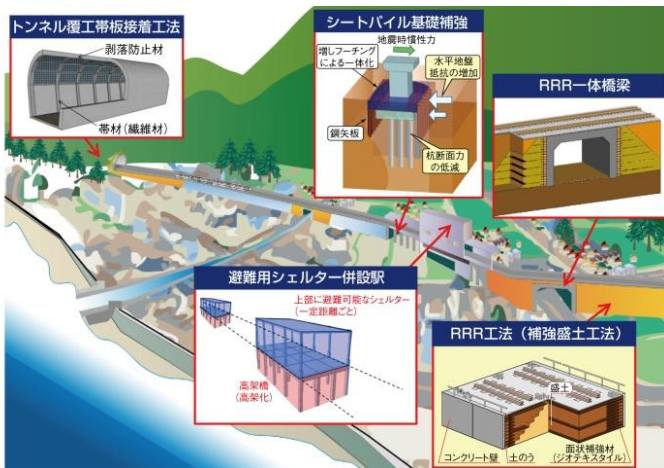 トンネル覆工帯板接着工法
剥落防止材
帯材(繊維材)
シートパイル基礎補強
地震時慣性力
増しフーチング
による一体化
水平地盤
抵抗の増加
鋼矢板
杭断面力
の低減
RRR一体橋梁
避難用シェルター併設駅
上部に避難可能なシェルター
(一定距離ごと)
高架橋
(高架化)
RRR工法（補強盛土工法）
盛土
コンクリート壁
土のう
面状補強材
(ジオテキスタイル)